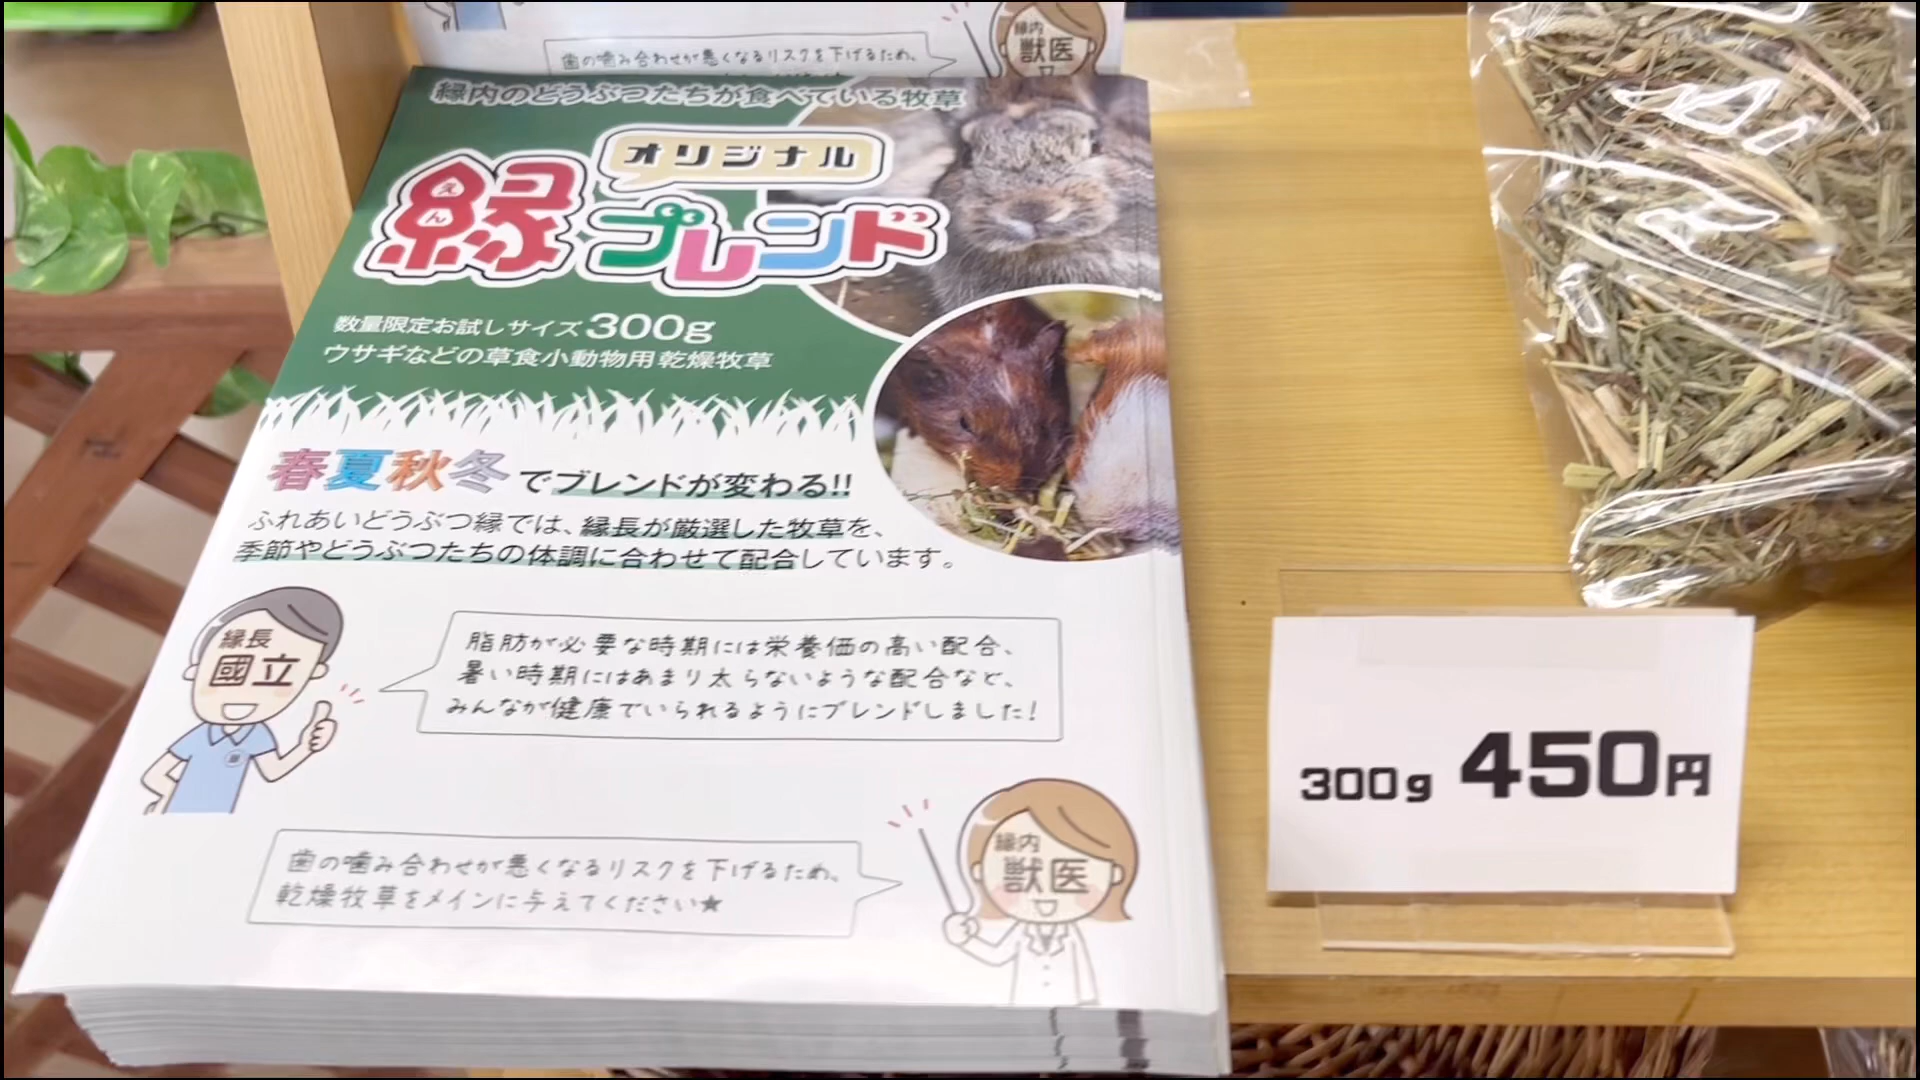 歯の噛み合わせが悪くなるリスクを下げるため、
縁内
獣医
縁内のどうぶつたちが食べている牧草
オリジナル
縁ブレンド
えん
数量限定お試しサイズ300g
ウサギなどの草食小動物用乾燥牧草
春夏秋冬でブレンドが変わる!!
ふれあいどうぶつ縁では、縁長が厳選した牧草を、
季節やどうぶつたちの体調に合わせて配合しています。
縁長
國立
脂肪が必要な時期には栄養価の高い配合、
暑い時期にはあまり太らないような配合など、
みんなが健康でいられるようにブレンドしました!
歯の噛み合わせが悪くなるリスクを下げるため、
乾燥牧草をメインに与えてください★
縁内
獣医
300g 450円